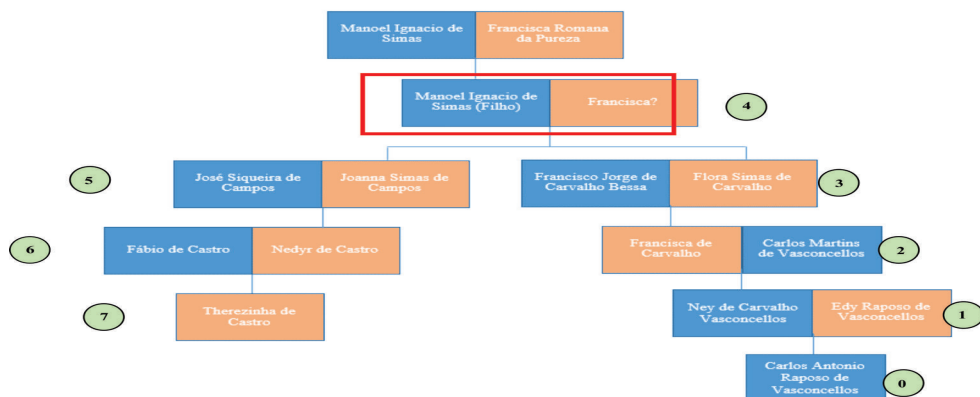 Manoel Ignacio de
Simas
Francisca Romana
da Pureza
Manoel Ignacio de
Simas (Filho)
Francisca?
4
5
José Siqueira de
Campos
Joanna Simas de
Campos
Francisco Jorge de
Carvalho Bessa
Flora Simas de
Carvalho
3
6
Fábio de Castro
Nedyr de Castro
Francisca de
Carvalho
Carlos Martins
de Vasconcellos
2
7
Therezinha de
Castro
Ney de Carvalho
Vasconcellos
Edy Raposo de
Vasconcellos
1
Carlos Antonio
Raposo de
Vasconcellos
0